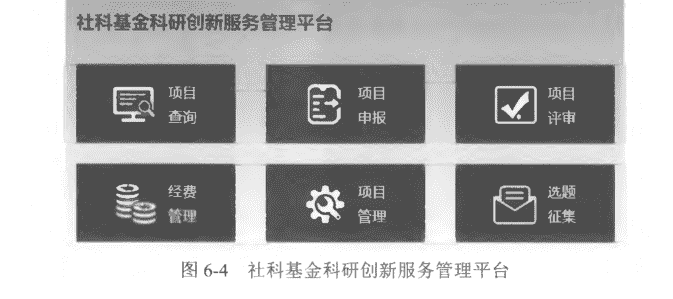 社科基金科研创新服务管理平台
项目
查询
项目
申报
项目
评审
经费
管理
项目
管理
选题
征集
图 6-4 社科基金科研创新服务管理平台